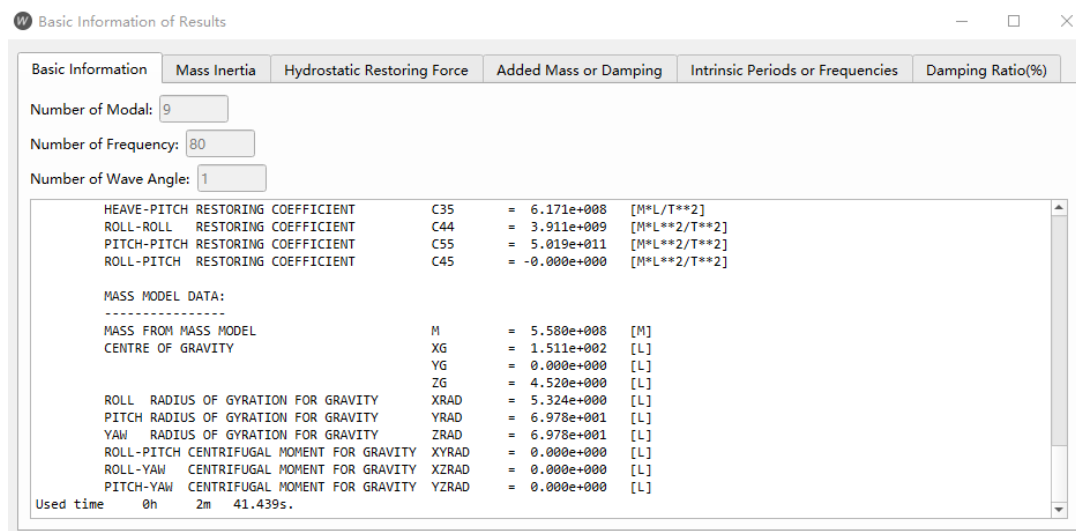 W Basic Information of Results
Basic Information Mass Inertia Hydrostatic Restoring Force Added Mass or Damping Intrinsic Periods or Frequencies Damping Ratio(%)
Number of Modal: 9
Number of Frequency: 80
Number of Wave Angle: 1
HEAVE-PITCH RESTORING COEFFICIENT C35 = 6.171e+008 [M*L/T**2]
ROLL-ROLL RESTORING COEFFICIENT C44 = 3.911e+009 [M*L**2/T**2]
PITCH-PITCH RESTORING COEFFICIENT C55 = 5.019e+011 [M*L**2/T**2]
ROLL-PITCH RESTORING COEFFICIENT C45 = -0.000e+000 [M*L**2/T**2]
MASS MODEL DATA:
----------------
MASS FROM MASS MODEL M = 5.580e+008 [M]
CENTRE OF GRAVITY XG = 1.511e+002 [L]
YG = 0.000e+000 [L]
ZG = 4.520e+000 [L]
ROLL RADIUS OF GYRATION FOR GRAVITY XRAD = 5.324e+000 [L]
PITCH RADIUS OF GYRATION FOR GRAVITY YRAD = 6.978e+001 [L]
YAW RADIUS OF GYRATION FOR GRAVITY ZRAD = 6.978e+001 [L]
ROLL-PITCH CENTRIFUGAL MOMENT FOR GRAVITY XYRAD = 0.000e+000 [L]
ROLL-YAW CENTRIFUGAL MOMENT FOR GRAVITY XZRAD = 0.000e+000 [L]
PITCH-YAW CENTRIFUGAL MOMENT FOR GRAVITY YZRAD = 0.000e+000 [L]
Used time 0h 2m 41.439s.